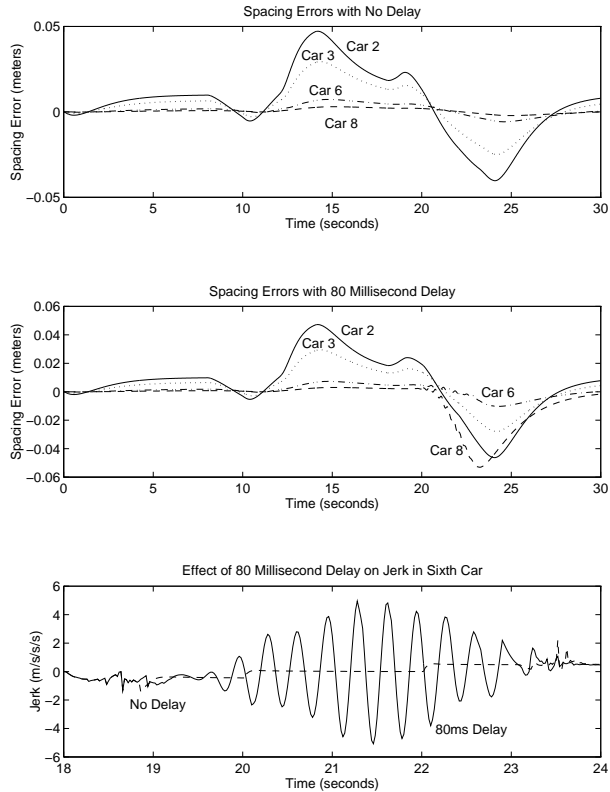 Spacing Errors with No Delay
0.05
Car 2
Car 3
Car 6
0
Car 8
Spacing Error (meters)
−0.05
0 5 10 15 20 25 30
Time (seconds)
Spacing Errors with 80 Millisecond Delay
0.06
Car 2
0.04
Car 3
0.02
Car 6
0
−0.02
Car 8
−0.04
−0.06
Spacing Error (meters)
0 5 10 15 20 25 30
Time (seconds)
Effect of 80 Millisecond Delay on Jerk in Sixth Car
6
4
2
0
−2
No Delay
−4
80ms Delay
−6
Jerk (m/s/s/s)
18 19 20 21 22 23 24
Time (seconds)